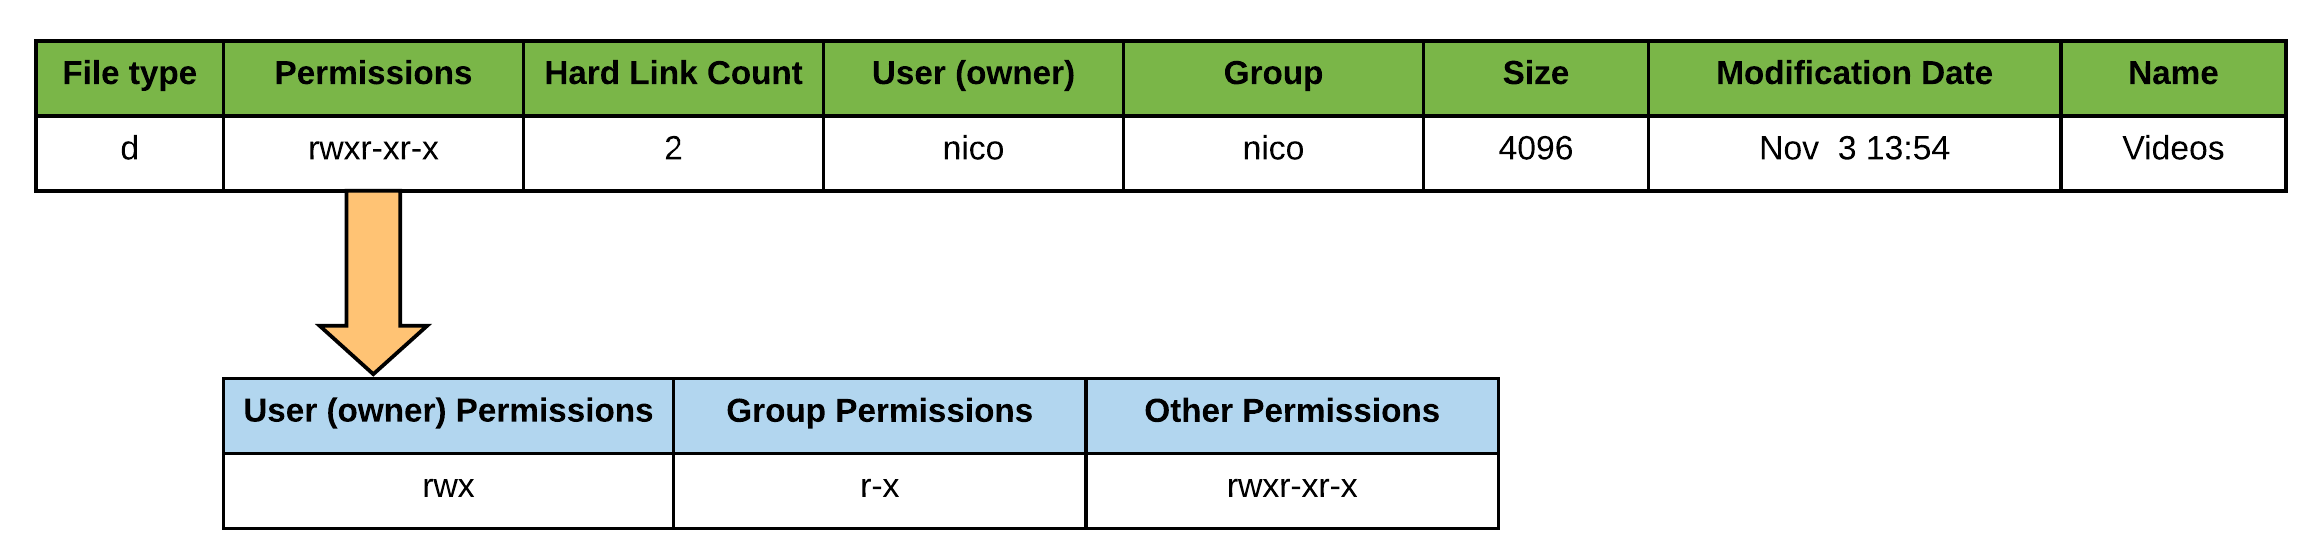 File type Permissions Hard Link Count User (owner) Group Size Modification Date Name
d rwxr-xr-x 2 nico nico 4096 Nov  3 13:54 Videos
User (owner) Permissions Group Permissions Other Permissions
rwx r-x rwxr-xr-x